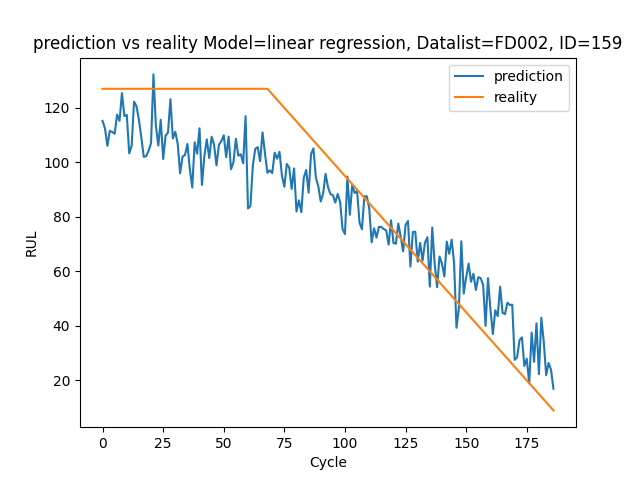 prediction vs reality Model=linear regression, Datalist=FD002, ID=159
prediction
reality
RUL
120
100
80
60
40
20
0
25
50
75
100
125
150
175
Cycle